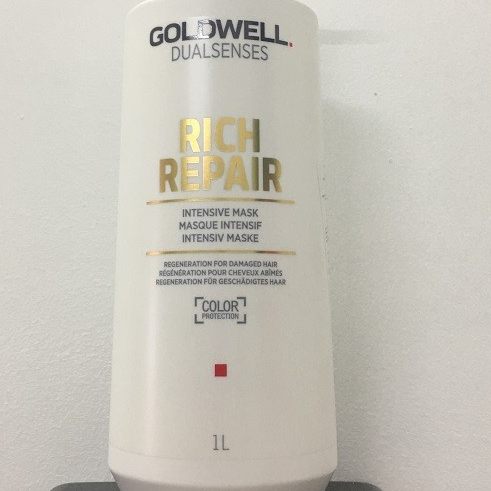 GOLDWELL.
DUALSENSES
RICH
REPAIR
INTENSIVE MASK
MASQUE INTENSIF
INTENSIV MASKE
REGENERATION FOR DAMAGED HAIR
RÉGÉNÉRATION POUR CHEVEUX ABÎMÉS
REGENERATION FÜR GESCHÄDIGTES HAAR
COLOR
PROTECTION
1L